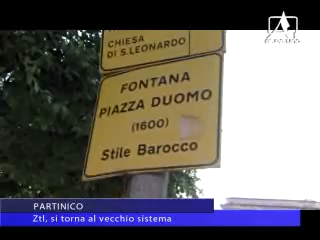 CHIESA
DI S.LEONARDO
FONTANA
PIAZZA DUOMO
(1600)
Stile Barocco
PARTINICO
Ztl, si torna al vecchio sistema